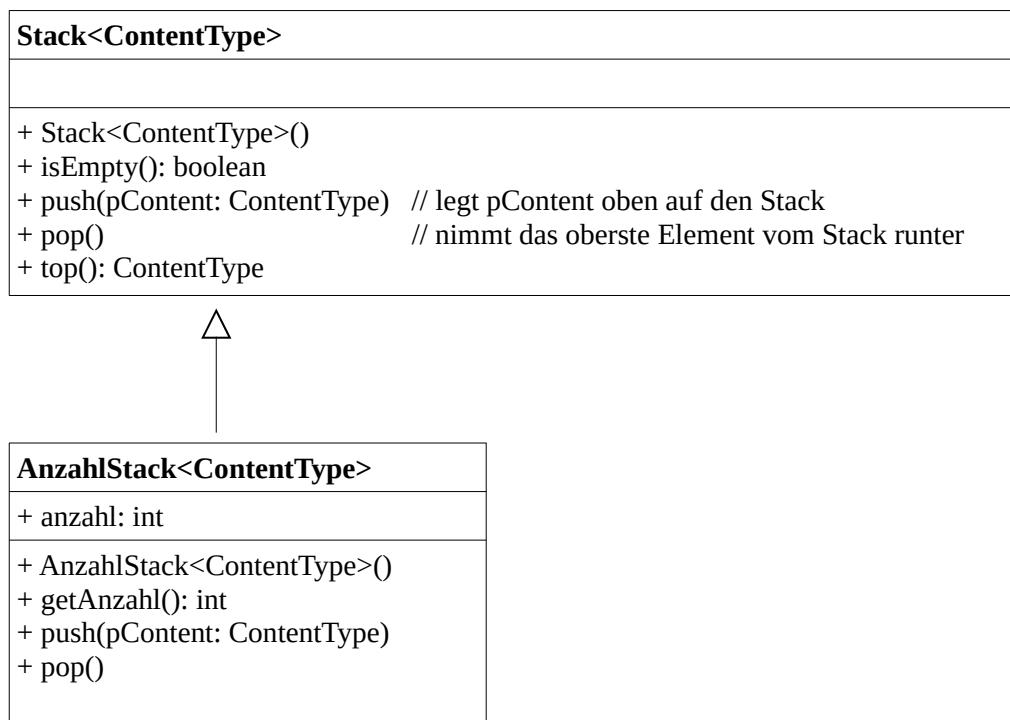 Stack<ContentType>
+ Stack<ContentType>()
+ isEmpty(): boolean
+ push(pContent: ContentType) // legt pContent oben auf den Stack
+ pop() // nimmt das oberste Element vom Stack runter
+ top(): ContentType
AnzahlStack<ContentType>
+ anzahl: int
+ AnzahlStack<ContentType>()
+ getAnzahl(): int
+ push(pContent: ContentType)
+ pop()